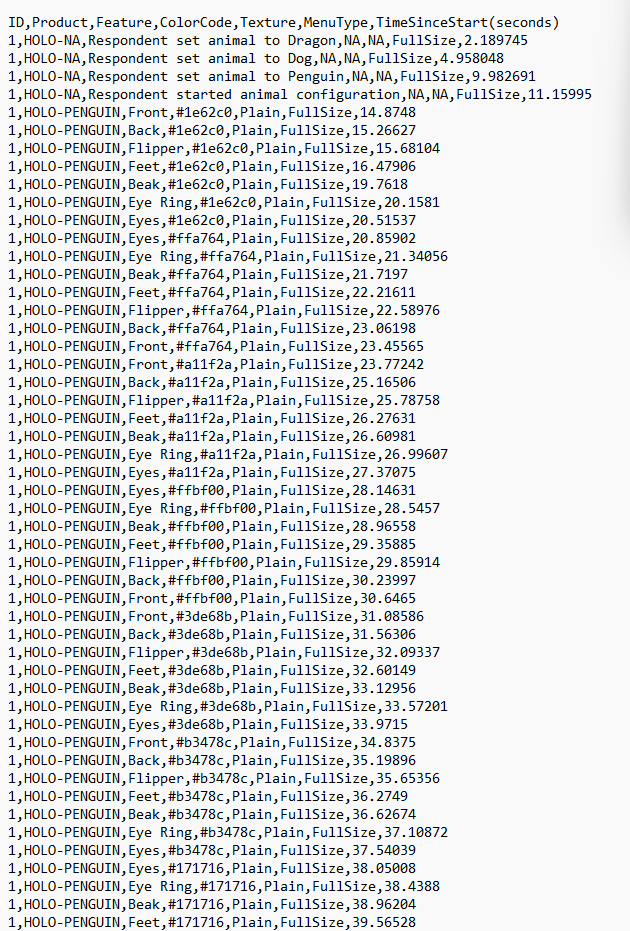 ID,Product,Feature,ColorCode,Texture,MenuType,TimeSinceStart(seconds)
1,HOLO-NA,Respondent set animal to Dragon,NA,NA,FullSize,2.189745
1,HOLO-NA,Respondent set animal to Dog,NA,NA,FullSize,4.958048
1,HOLO-NA,Respondent set animal to Penguin,NA,NA,FullSize,9.982691
1,HOLO-NA,Respondent started animal configuration,NA,NA,FullSize,11.15995
1,HOLO-PENGUIN,Front,#1e62c0,Plain,FullSize,14.8748
1,HOLO-PENGUIN,Back,#1e62c0,Plain,FullSize,15.26627
1,HOLO-PENGUIN,Flipper,#1e62c0,Plain,FullSize,15.68104
1,HOLO-PENGUIN,Feet,#1e62c0,Plain,FullSize,16.47906
1,HOLO-PENGUIN,Beak,#1e62c0,Plain,FullSize,19.7618
1,HOLO-PENGUIN,Eye Ring,#1e62c0,Plain,FullSize,20.1581
1,HOLO-PENGUIN,Eyes,#1e62c0,Plain,FullSize,20.51537
1,HOLO-PENGUIN,Eyes,#ffa764,Plain,FullSize,20.85902
1,HOLO-PENGUIN,Eye Ring,#ffa764,Plain,FullSize,21.34056
1,HOLO-PENGUIN,Beak,#ffa764,Plain,FullSize,21.7197
1,HOLO-PENGUIN,Feet,#ffa764,Plain,FullSize,22.21611
1,HOLO-PENGUIN,Flipper,#ffa764,Plain,FullSize,22.58976
1,HOLO-PENGUIN,Back,#ffa764,Plain,FullSize,23.06198
1,HOLO-PENGUIN,Front,#ffa764,Plain,FullSize,23.45565
1,HOLO-PENGUIN,Front,#a11f2a,Plain,FullSize,23.77242
1,HOLO-PENGUIN,Back,#a11f2a,Plain,FullSize,25.16506
1,HOLO-PENGUIN,Flipper,#a11f2a,Plain,FullSize,25.78758
1,HOLO-PENGUIN,Feet,#a11f2a,Plain,FullSize,26.27631
1,HOLO-PENGUIN,Beak,#a11f2a,Plain,FullSize,26.60981
1,HOLO-PENGUIN,Eye Ring,#a11f2a,Plain,FullSize,26.99607
1,HOLO-PENGUIN,Eyes,#a11f2a,Plain,FullSize,27.37075
1,HOLO-PENGUIN,Eyes,#ffbf00,Plain,FullSize,28.14631
1,HOLO-PENGUIN,Eye Ring,#ffbf00,Plain,FullSize,28.5457
1,HOLO-PENGUIN,Beak,#ffbf00,Plain,FullSize,28.96558
1,HOLO-PENGUIN,Feet,#ffbf00,Plain,FullSize,29.35885
1,HOLO-PENGUIN,Flipper,#ffbf00,Plain,FullSize,29.85914
1,HOLO-PENGUIN,Back,#ffbf00,Plain,FullSize,30.23997
1,HOLO-PENGUIN,Front,#ffbf00,Plain,FullSize,30.6465
1,HOLO-PENGUIN,Front,#3de68b,Plain,FullSize,31.08586
1,HOLO-PENGUIN,Back,#3de68b,Plain,FullSize,31.56306
1,HOLO-PENGUIN,Flipper,#3de68b,Plain,FullSize,32.09337
1,HOLO-PENGUIN,Feet,#3de68b,Plain,FullSize,32.60149
1,HOLO-PENGUIN,Beak,#3de68b,Plain,FullSize,33.12956
1,HOLO-PENGUIN,Eye Ring,#3de68b,Plain,FullSize,33.57201
1,HOLO-PENGUIN,Eyes,#3de68b,Plain,FullSize,33.9715
1,HOLO-PENGUIN,Front,#b3478c,Plain,FullSize,34.8375
1,HOLO-PENGUIN,Back,#b3478c,Plain,FullSize,35.19896
1,HOLO-PENGUIN,Flipper,#b3478c,Plain,FullSize,35.65356
1,HOLO-PENGUIN,Feet,#b3478c,Plain,FullSize,36.2749
1,HOLO-PENGUIN,Beak,#b3478c,Plain,FullSize,36.62674
1,HOLO-PENGUIN,Eye Ring,#b3478c,Plain,FullSize,37.10872
1,HOLO-PENGUIN,Eyes,#b3478c,Plain,FullSize,37.54039
1,HOLO-PENGUIN,Eyes,#171716,Plain,FullSize,38.05008
1,HOLO-PENGUIN,Eye Ring,#171716,Plain,FullSize,38.4388
1,HOLO-PENGUIN,Beak,#171716,Plain,FullSize,38.96204
1,HOLO-PENGUIN,Feet,#171716,Plain,FullSize,39.56528